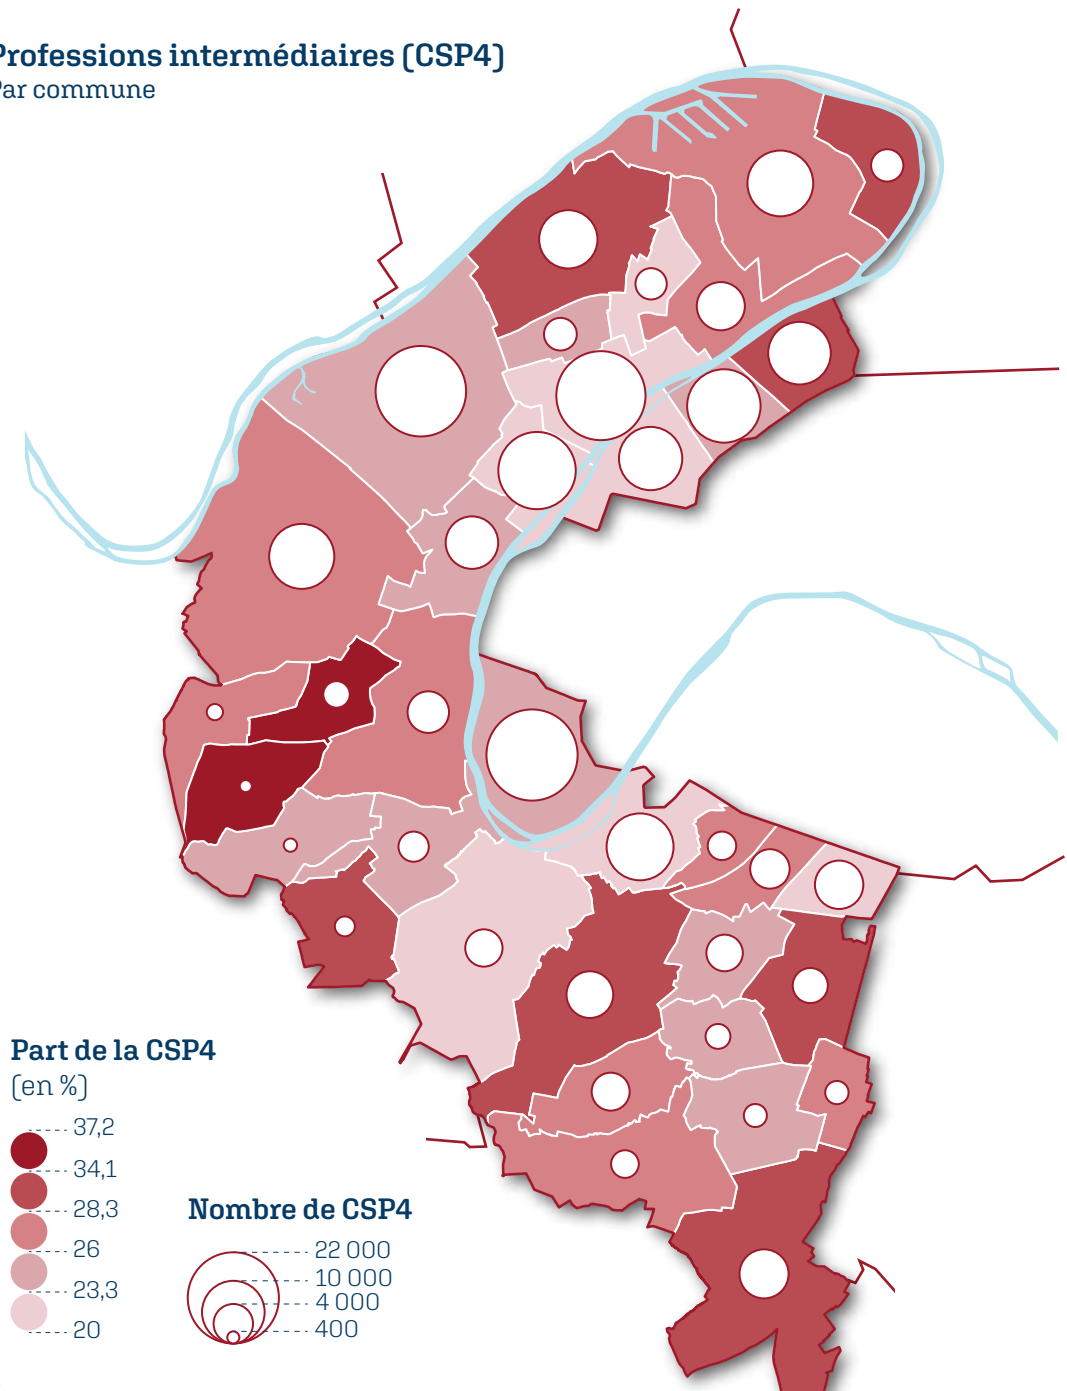 Professions intermédiaires (CSP4)
Par commune
Part de la CSP4
(en %)
37,2
34,1
28,3
26
23,3
20
Nombre de CSP4
22 000
10 000
4 000
400